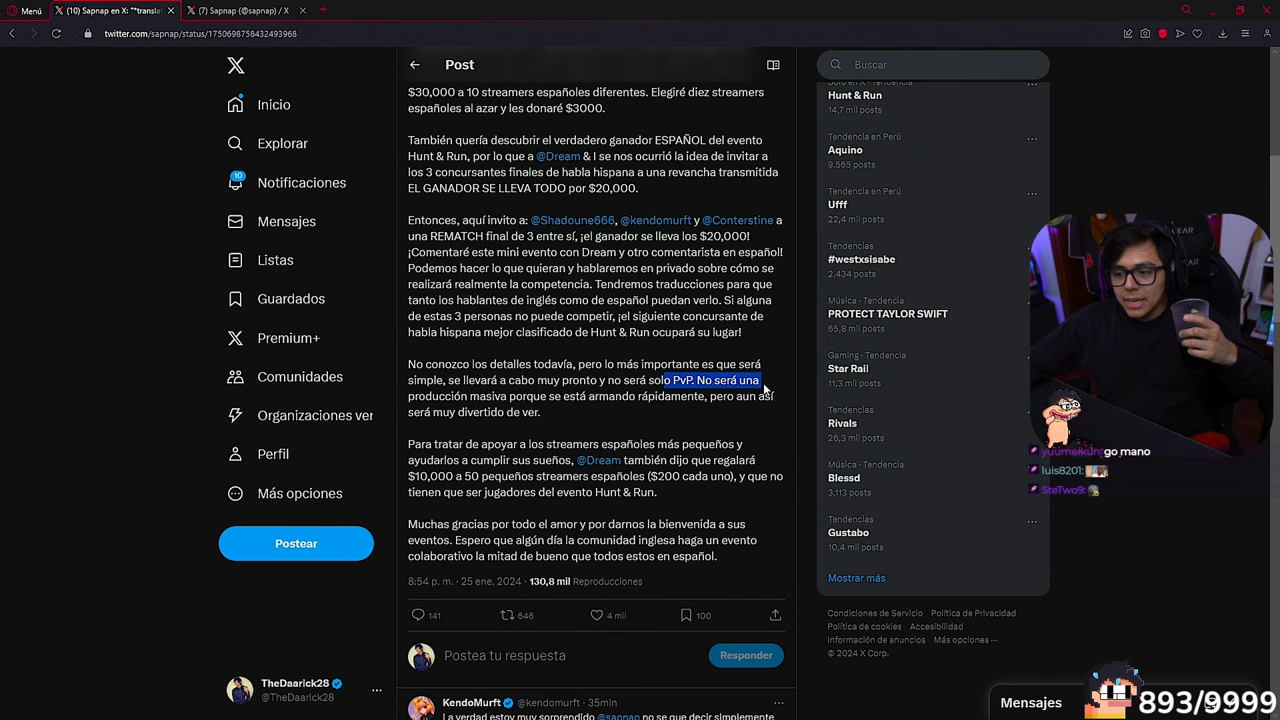 Menú
(10) Sapnap en X: "*transla
(7) Sapnap (@sapnap) / X
twitter.com/sapnap/status/1750698758432493968
Inicio
Explorar
10
Notificaciones
Mensajes
Listas
Guardados
Premium+
Comunidades
Organizaciones ver
Perfil
Más opciones
Postear
TheDaarick28
@TheDaarick28
Post
$30,000 a 10 streamers españoles diferentes. Elegiré diez streamers
españoles al azar y les donaré $3000.
También quería descubrir el verdadero ganador ESPAÑOL del evento
Hunt & Run, por lo que a @Dream & I se nos ocurrió la idea de invitar a
los 3 concursantes finales de habla hispana a una revancha transmitida
EL GANADOR SE LLEVA TODO por $20,000.
Entonces, aquí invito a: @Shadoune666, @kendomurft y @Conterstine a
una REMATCH final de 3 entre sí, ¡el ganador se lleva los $20,000!
¡Comentaré este mini evento con Dream y otro comentarista en español!
Podemos hacer lo que quieran y hablaremos en privado sobre cómo se
realizará realmente la competencia. Tendremos traducciones para que
tanto los hablantes de inglés como de español puedan verlo. Si alguna
de estas 3 personas no puede competir, ¡el siguiente concursante de
habla hispana mejor clasificado de Hunt & Run ocupará su lugar!
No conozco los detalles todavía, pero lo más importante es que será
simple, se llevará a cabo muy pronto y no será solo PvP. No será una
producción masiva porque se está armando rápidamente, pero aun así
será muy divertido de ver.
Para tratar de apoyar a los streamers españoles más pequeños y
ayudarlos a cumplir sus sueños, @Dream también dijo que regalará
$10,000 a 50 pequeños streamers españoles ($200 cada uno), y que no
tienen que ser jugadores del evento Hunt & Run.
Muchas gracias por todo el amor y por darnos la bienvenida a sus
eventos. Espero que algún día la comunidad inglesa haga un evento
colaborativo la mitad de bueno que todos estos en español.
8:54 p. m. · 25 ene. 2024 · 130,8 mil Reproducciones
141
646
4 mil
100
Postea tu respuesta
Responder
KendoMurft @kendomurft · 35min
La verdad estoy muy sorprendido @sapnap no se que decir simplemente
Buscar
Solo en X · Tendencia
Hunt & Run
14,7 mil posts
Tendencia en Perú
Aquino
9.565 posts
Tendencia en Perú
Ufff
22,4 mil posts
Tendencias
#westxsisabe
2.434 posts
Música · Tendencia
PROTECT TAYLOR SWIFT
65,8 mil posts
Gaming · Tendencia
Star Rail
11,3 mil posts
Tendencias
Rivals
26,3 mil posts
Música · Tendencia
Blessd
3.113 posts
Tendencias
Gustabo
10,4 mil posts
Mostrar más
Condiciones de Servicio Política de Privacidad
Política de cookies Accesibilidad
Información de anuncios Más opciones ···
© 2024 X Corp.
yuumeikun: go mano
luis8201:
SteTwo9:
Mensajes
893/9999